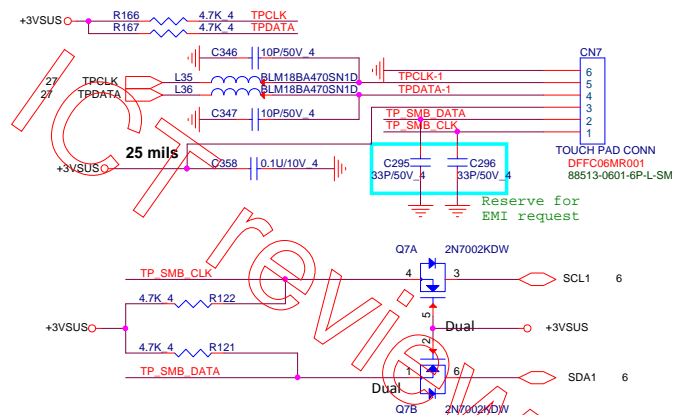 +3VSUS R166 4.7K_4 TPCLK
R167 4.7K_4 TPDATA
C346 10P/50V_4
CN7
27 TPCLK L35 BLM18BA470SN1D TPCLK-1
27 TPDATA L36 BLM18BA470SN1D TPDATA-1
6
5
4
3
2
1
C347 10P/50V_4
TP_SMB_DATA
TP_SMB_CLK
25 mils
+3VSUS C358 0.1U/10V_4
TOUCH PAD CONN
DFFC06MR001
88513-0601-6P-L-SM
C295 C296
33P/50V_4 33P/50V_4
Reserve for
EMI request
Q7A 2N7002KDW
TP_SMB_CLK 4 3 SCL1 6
4.7K_4 R122
5
+3VSUS Dual +3VSUS
2
4.7K_4 R121
TP_SMB_DATA 1 6 SDA1 6
Dual
Q7B 2N7002KDW
ICT review